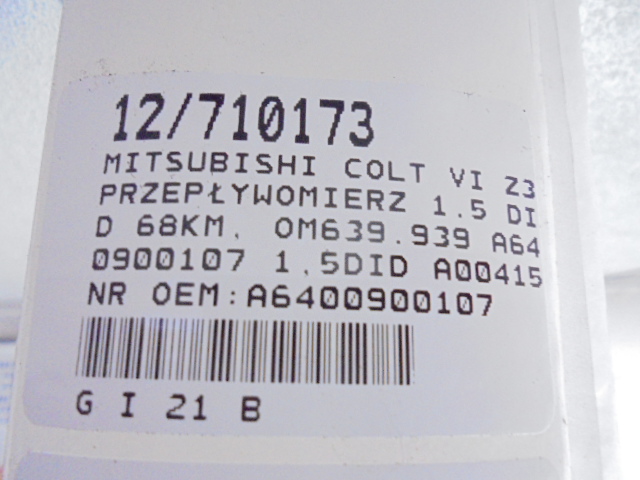 12/710173
MITSUBISHI COLT VI Z3
PRZEPŁYWOMIERZ 1.5 DI
D 68KM, OM639.939 A64
0900107 1.5DID A00415
NR OEM:A6400900107
G I 21 B